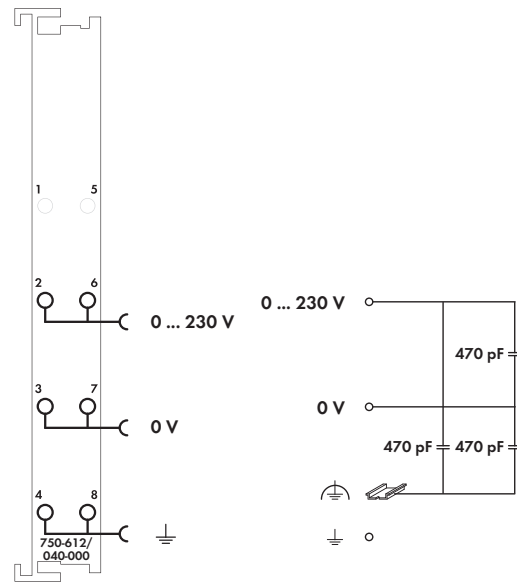 1 5
2 6
0 ... 230 V
0 ... 230 V
470 pF
3 7
0 V
0 V
470 pF 470 pF
4 8
750-612/
040-000